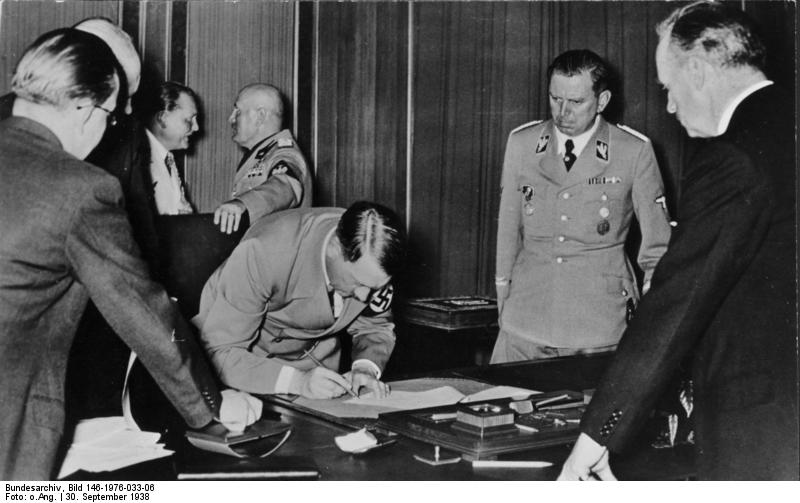 Bundesarchiv, Bild 146-1976-033-06
Foto: o.Ang. | 30. September 1938